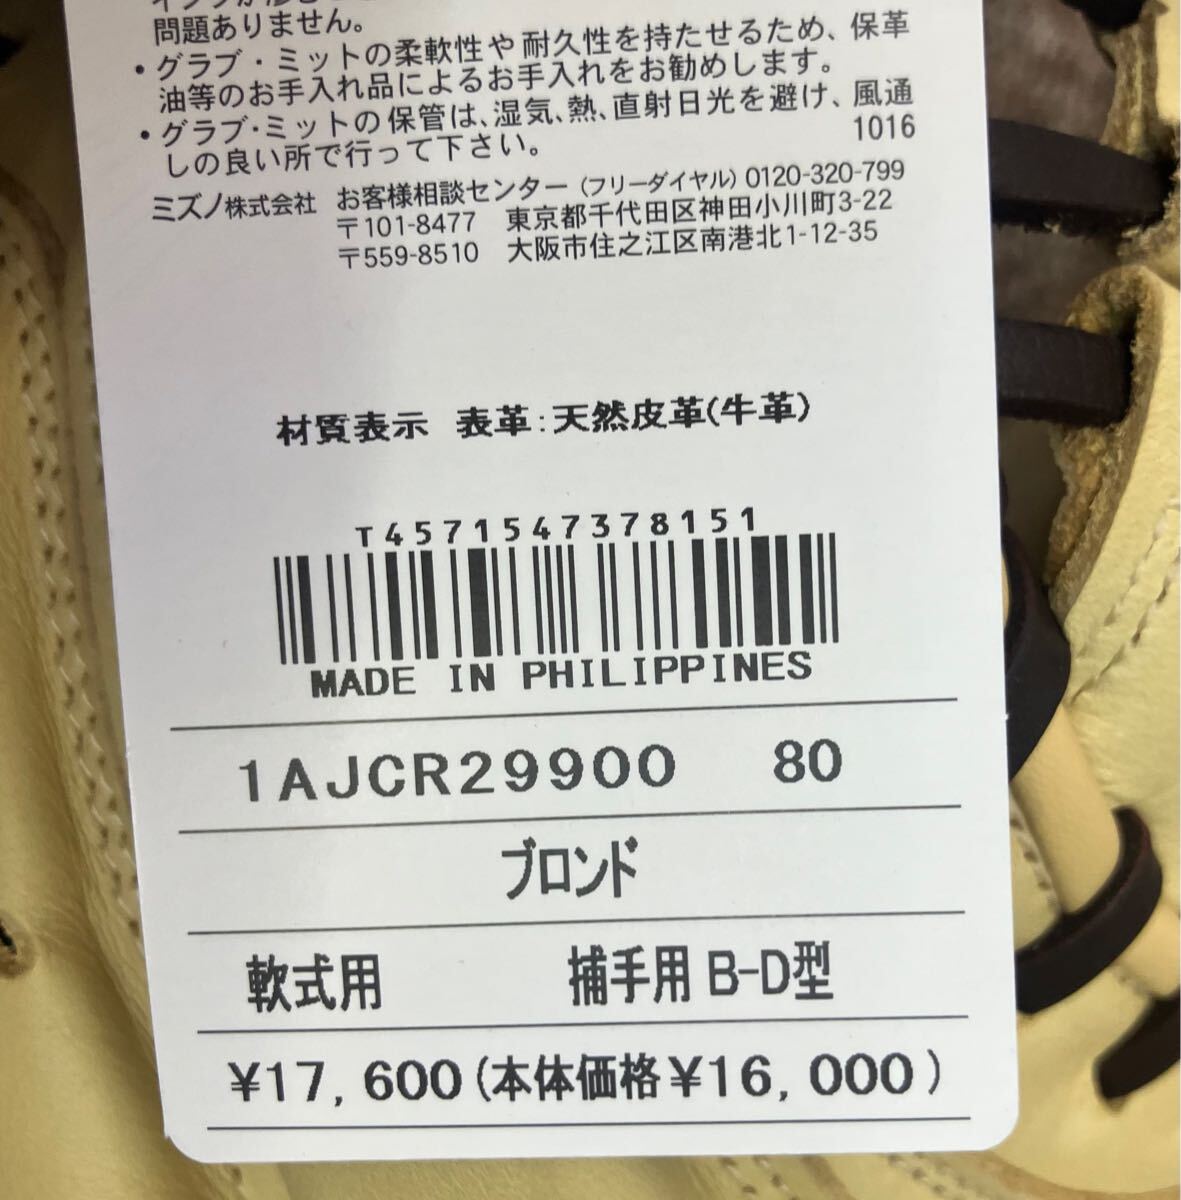 問題ありません。
・グラブ・ミットの柔軟性や耐久性を持たせるため、保革
油等のお手入れ品によるお手入れをお勧めします。
・グラブ・ミットの保管は、湿気、熱、直射日光を避け、風通
しの良い所で行って下さい。 1016
ミズノ株式会社 お客様相談センター(フリーダイヤル)0120-320-799
〒101-8477 東京都千代田区神田小川町3-22
〒559-8510 大阪市住之江区南港北1-12-35
材質表示 表革:天然皮革(牛革)
T4571547378151
MADE IN PHILIPPINES
1AJCR29900 80
ブロンド
軟式用 捕手用 B-D型
¥17,600(本体価格¥16,000)